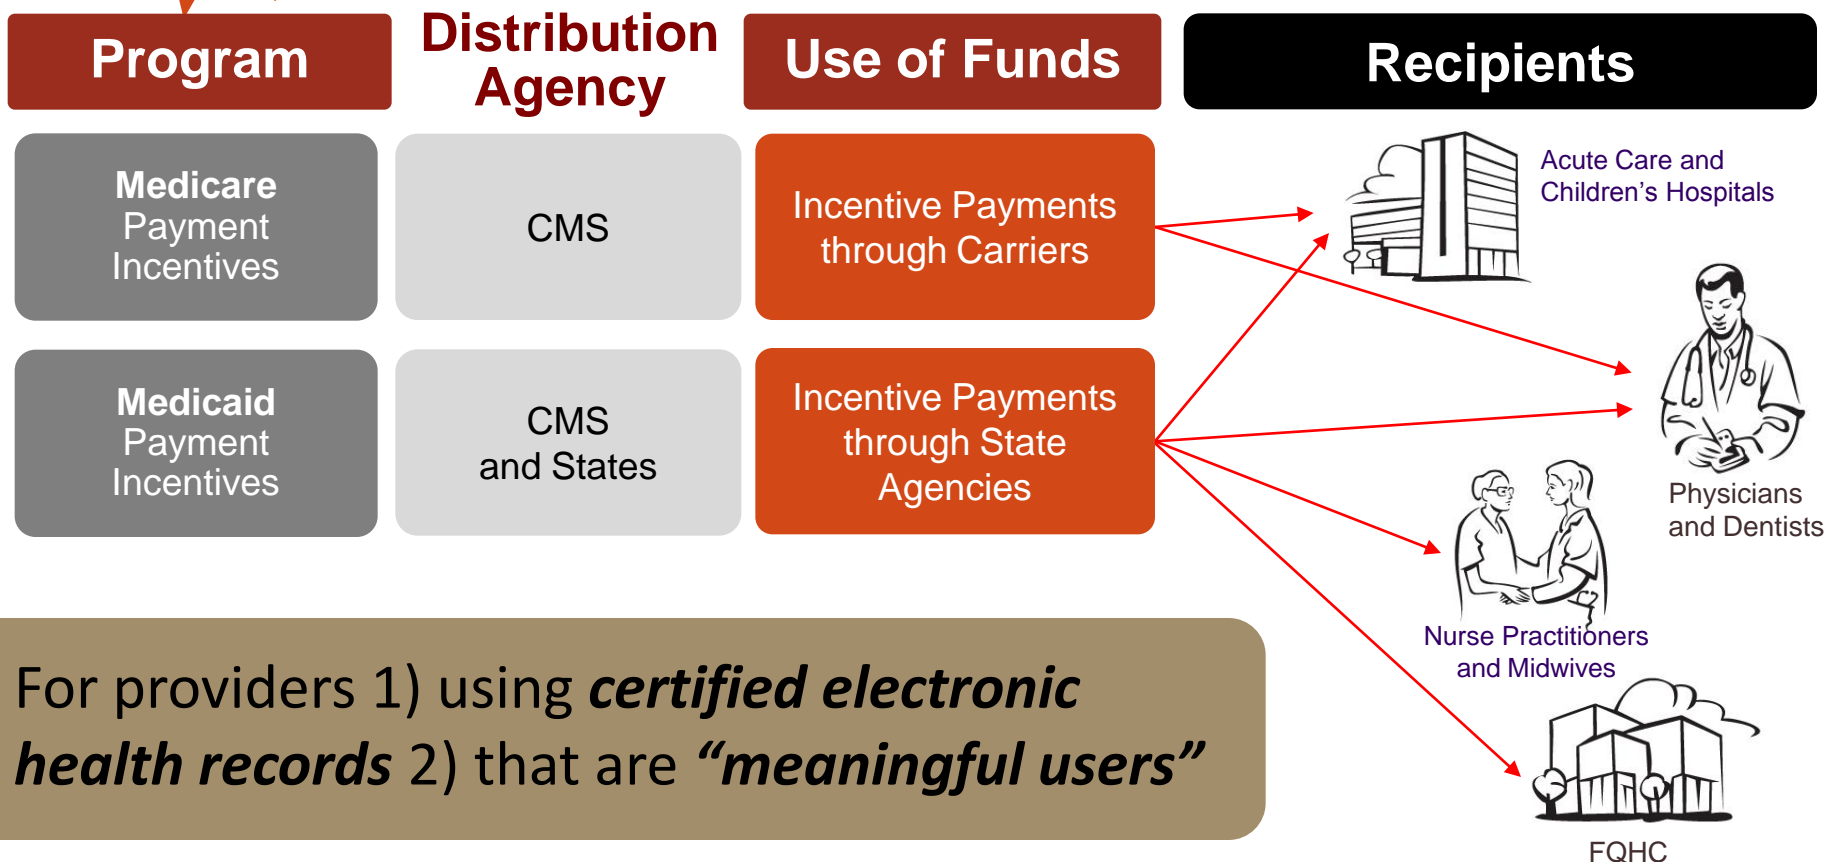 Program
Distribution
Agency
Use of Funds
Recipients
Medicare
Payment
Incentives
CMS
Incentive Payments
through Carriers
Acute Care and
Children’s Hospitals
Medicaid
Payment
Incentives
CMS
and States
Incentive Payments
through State
Agencies
Physicians
and Dentists
Nurse Practitioners
and Midwives
FQHC
For providers 1) using certified electronic
health records 2) that are “meaningful users”